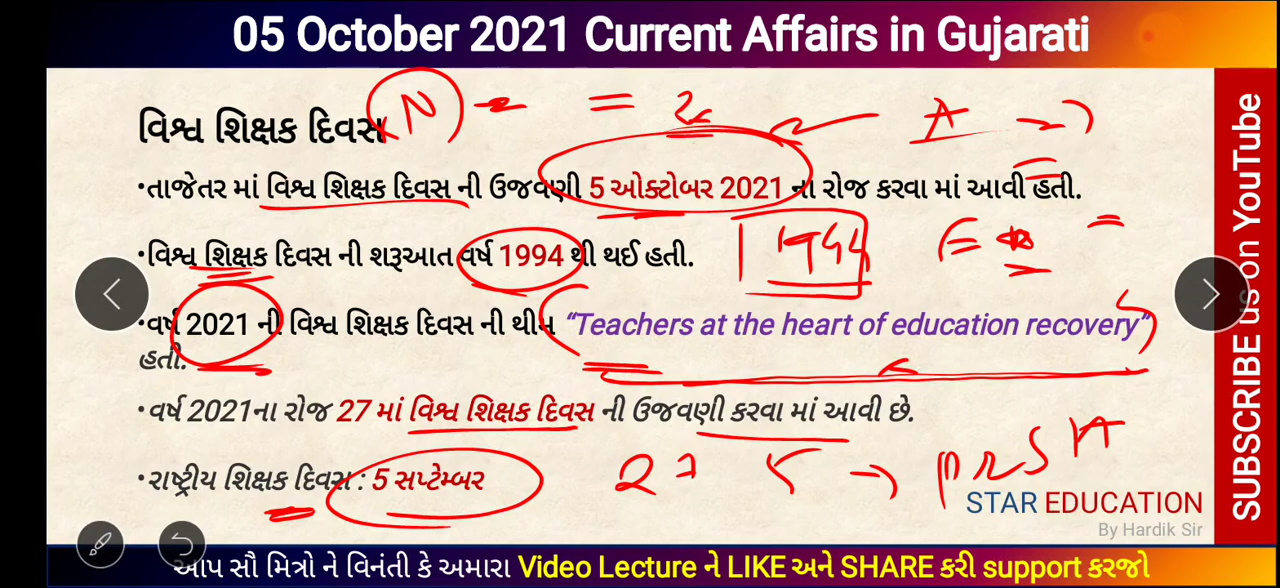 05 October 2021 Current Affairs in Gujarati
વિશ્વ શિક્ષક દિવસ
N = A
•તાજેતર માં વિશ્વ શિક્ષક દિવસ ની ઉજવણી 5 ઓક્ટોબર 2021 ના રોજ કરવા માં આવી હતી.
•વિશ્વ શિક્ષક દિવસ ની શરૂઆત વર્ષ 1994 થી થઈ હતી.
1994
•વર્ષ 2021 ની વિશ્વ શિક્ષક દિવસ ની થીમ “Teachers at the heart of education recovery”
હતી.
•વર્ષ 2021ના રોજ 27 માં વિશ્વ શિક્ષક દિવસ ની ઉજવણી કરવા માં આવી છે.
•રાષ્ટ્રીય શિક્ષક દિવસ : 5 સપ્ટેમ્બર
27
STAR EDUCATION
By Hardik Sir
આપ સૌ મિત્રો ને વિનંતી કે અમારા Video Lecture ને LIKE અને SHARE કરી support કરજો
SUBSCRIBE us on YouTube